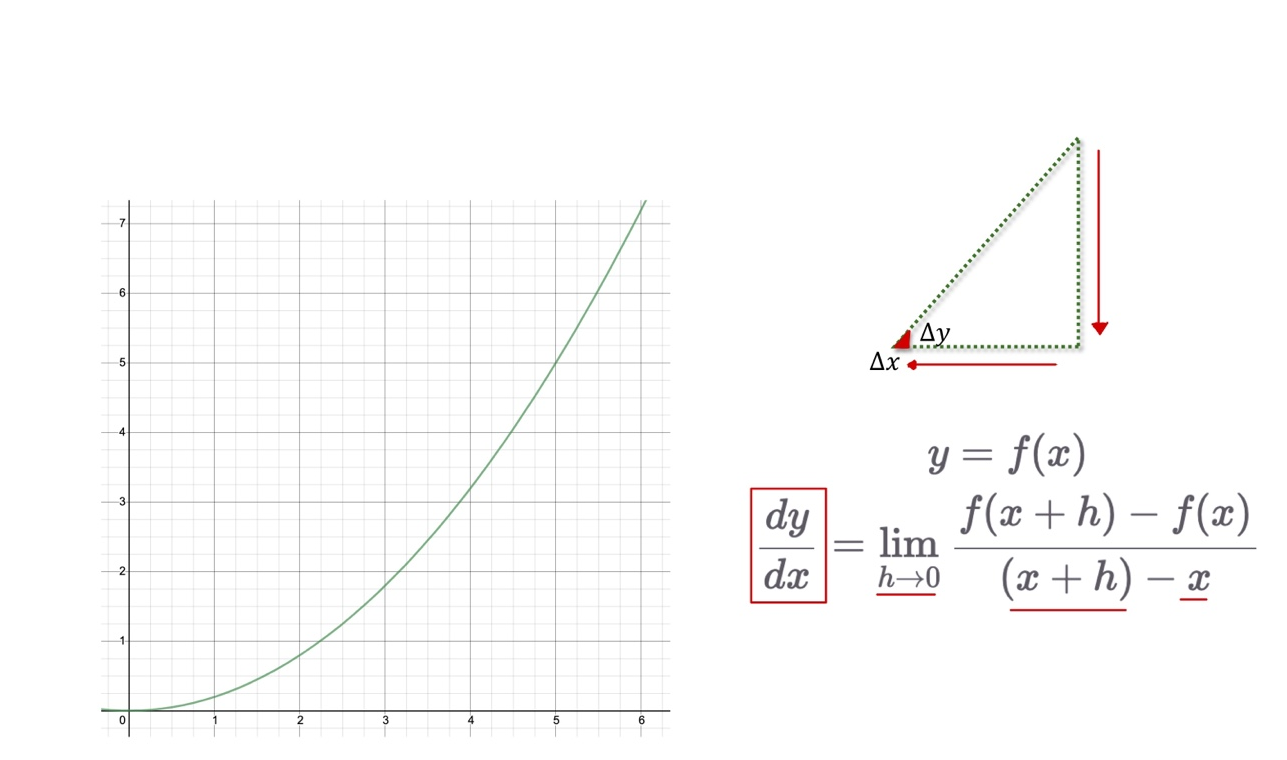 7
6
5
4
3
2
1
0 1 2 3 4 5 6
Δy
Δx
y = f(x)
dy/dx = lim h→0 f(x + h) − f(x) / (x + h) − x